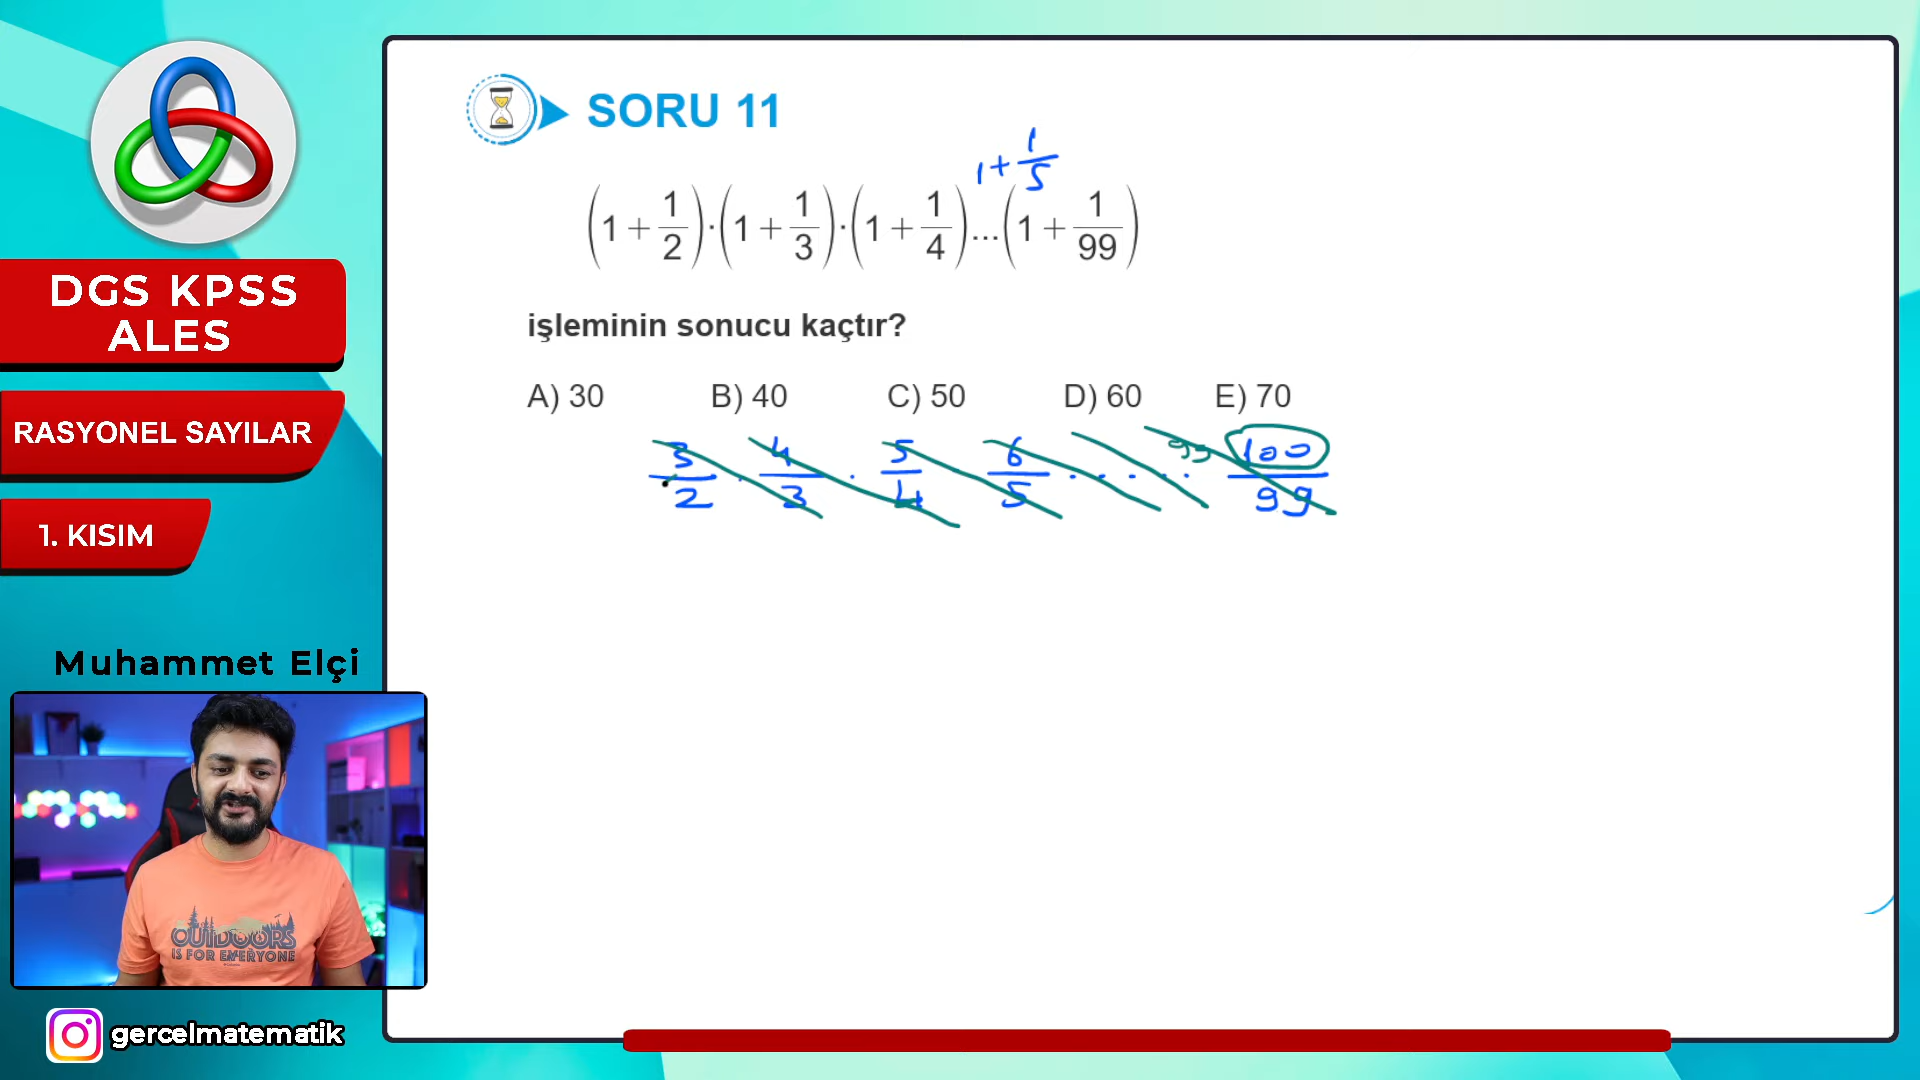 SORU 11
1 + 1/5
(1 + 1/2) · (1 + 1/3) · (1 + 1/4) ... (1 + 1/99)
işleminin sonucu kaçtır?
A) 30 B) 40 C) 50 D) 60 E) 70
3/2 · 4/3 · 5/4 · 6/5 · · · · 99 100/99
DGS KPSS
ALES
RASYONEL SAYILAR
1. KISIM
Muhammet Elçi
OUTDOORS
IS FOR EVERYONE
gercelmatematik